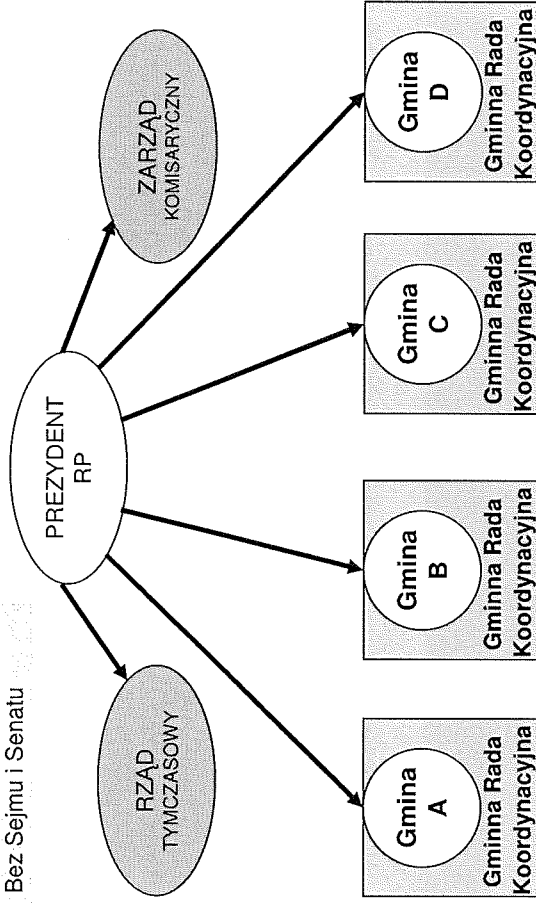 Bez Sejmu i Senatu
PREZYDENT
RP
RZĄD
TYMCZASOWY
ZARZĄD
KOMISARYCZNY
Gmina
A
Gminna Rada
Koordynacyjna
Gmina
B
Gminna Rada
Koordynacyjna
Gmina
C
Gminna Rada
Koordynacyjna
Gmina
D
Gminna Rada
Koordynacyjna